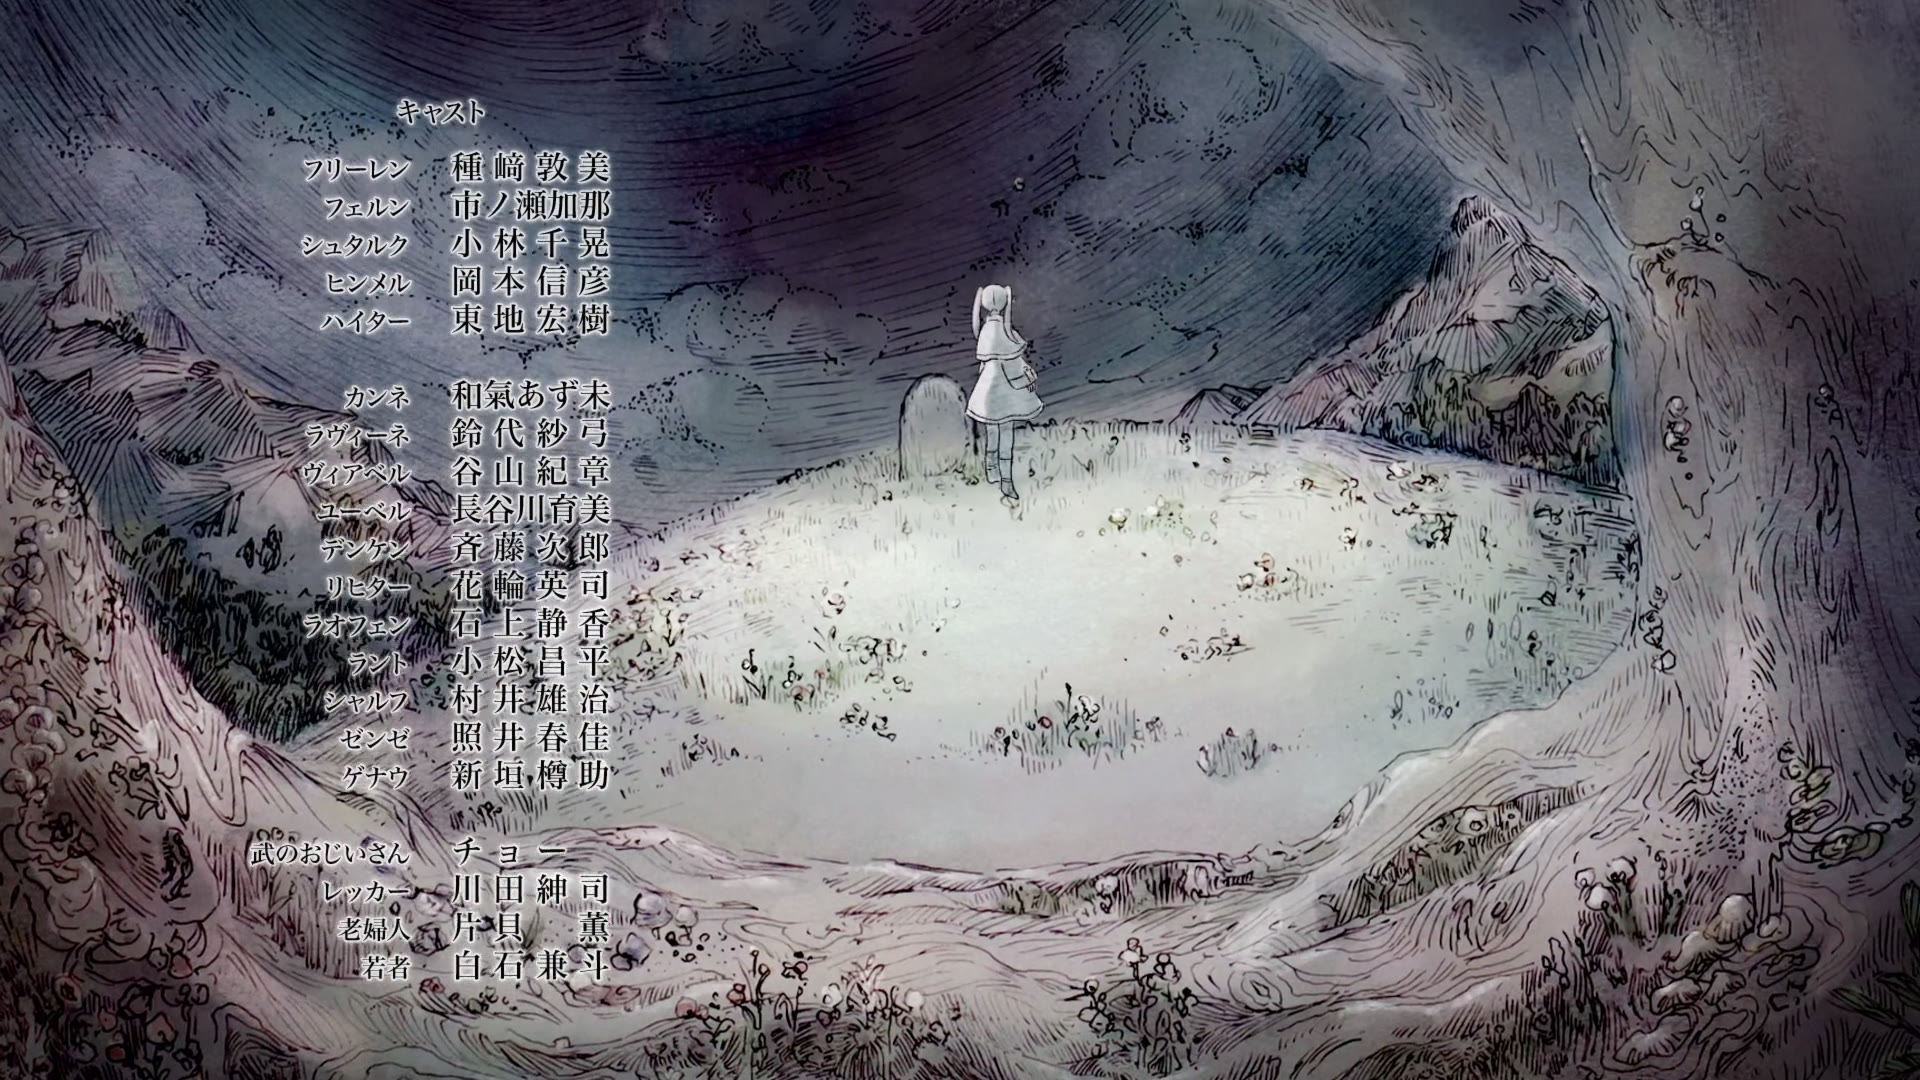 キャスト
フリーレン 種﨑敦美
フェルン 市ノ瀬加那
シュタルク 小林千晃
ヒンメル 岡本信彦
ハイター 東地宏樹
カンネ 和氣あず未
ラヴィーネ 鈴代紗弓
ヴィアベル 谷山紀章
ユーベル 長谷川育美
デンケン 斉藤次郎
リヒター 花輪英司
ラオフェン 石上静香
ラント 小松昌平
シャルフ 村井雄治
ゼンゼ 照井春佳
ゲナウ 新垣樽助
武のおじいさん チョー
レッカー 川田紳司
老婦人 片貝薫
若者 白石兼斗